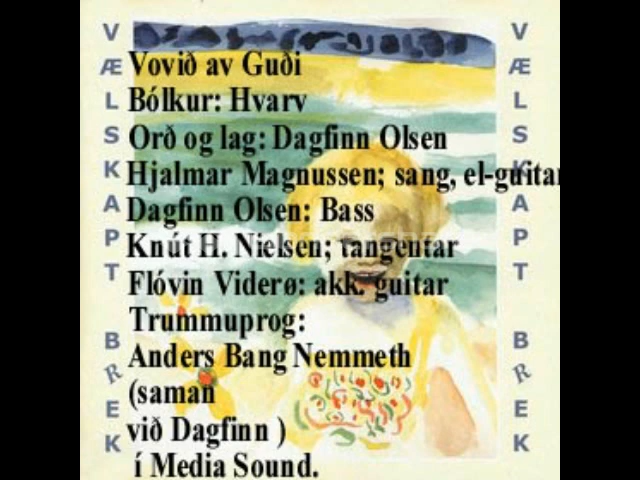 VÆLSKAPT BREK
Vovið av Guði
Bólkur: Hvarv
Orð og lag: Dagfinn Olsen
Hjalmar Magnussen; sang, el-guitar
Dagfinn Olsen: Bass
Knút H. Nielsen; tangentar
Flóvin Viderø: akk. guitar
Trummuprog:
Anders Bang Nemmeth
(saman
við Dagfinn )
í Media Sound.
VÆLSKAPT BREK